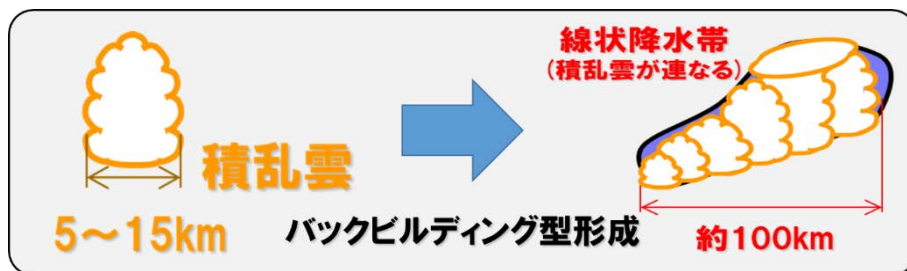 線状降水帯
(積乱雲が連なる)
積乱雲
5～15km
バックビルディング型形成
約100km